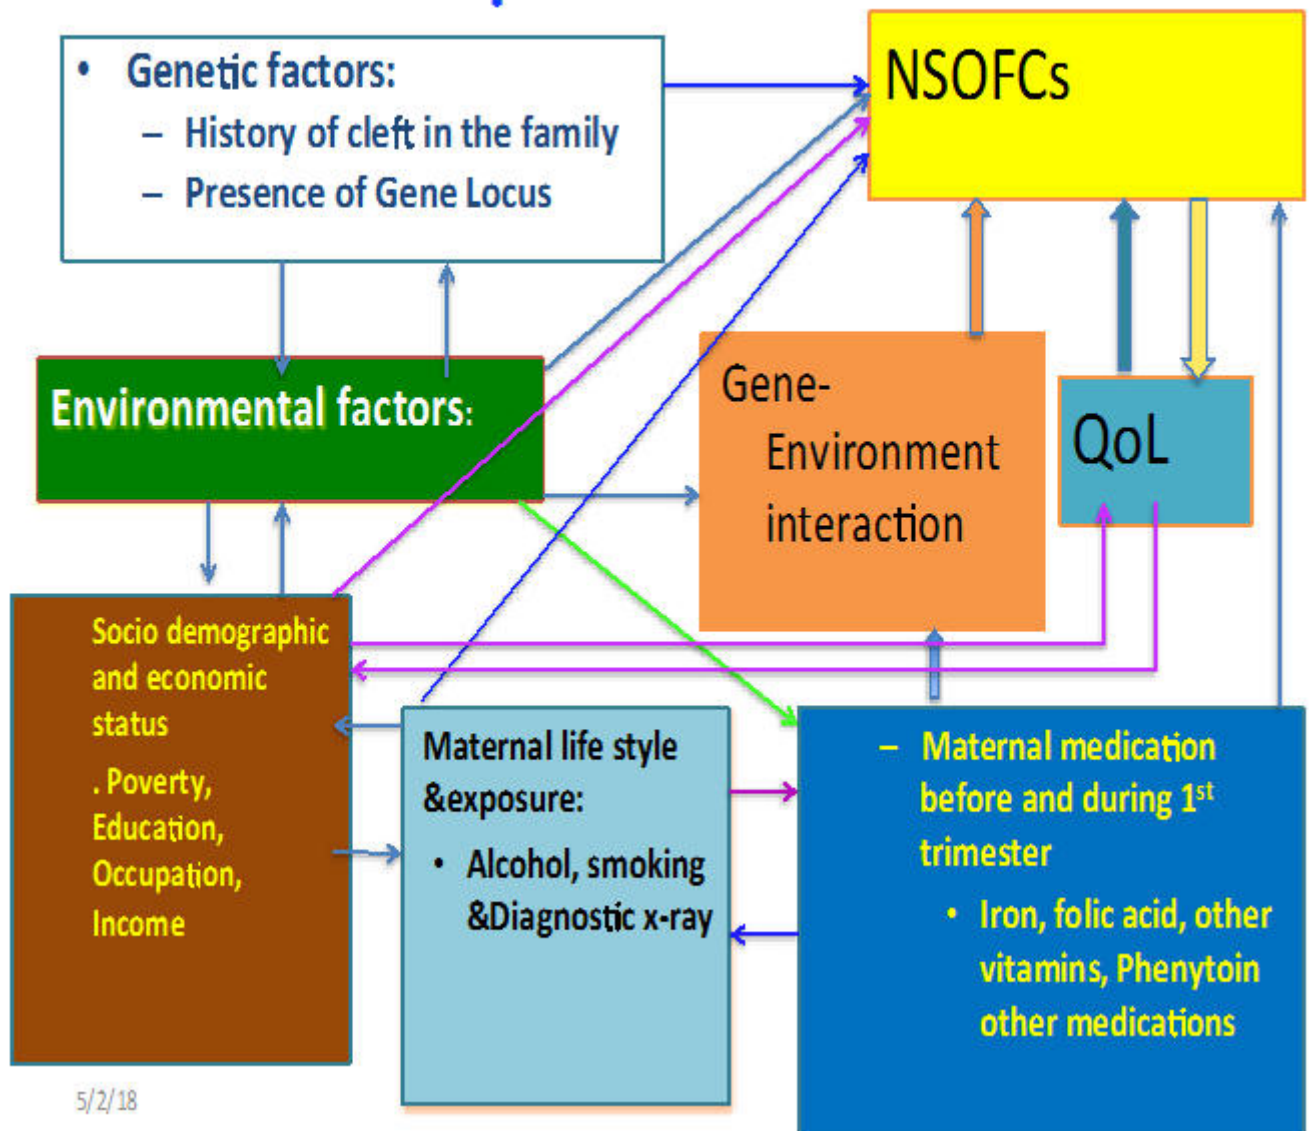 • Genetic factors:
– History of cleft in the family
– Presence of Gene Locus
NSOFCs
Environmental factors:
Gene-
Environment
interaction
QoL
Socio demographic
and economic
status
. Poverty,
Education,
Occupation,
Income
Maternal life style
&exposure:
• Alcohol, smoking
&Diagnostic x-ray
– Maternal medication
before and during 1st
trimester
• Iron, folic acid, other
vitamins, Phenytoin
other medications
5/2/18